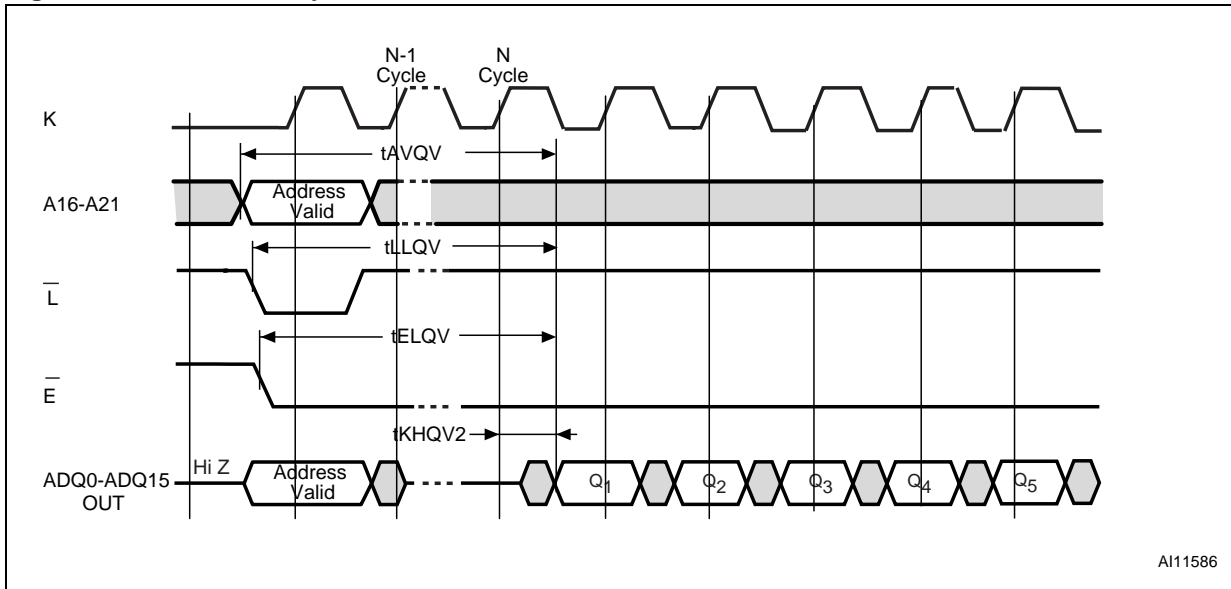 N-1
Cycle
N
Cycle
K
tAVQV
A16-A21
Address
Valid
tLLQV
L
tELQV
E
tKHQV2
ADQ0-ADQ15
OUT
Hi Z
Address
Valid
Q1
Q2
Q3
Q4
Q5
AI11586